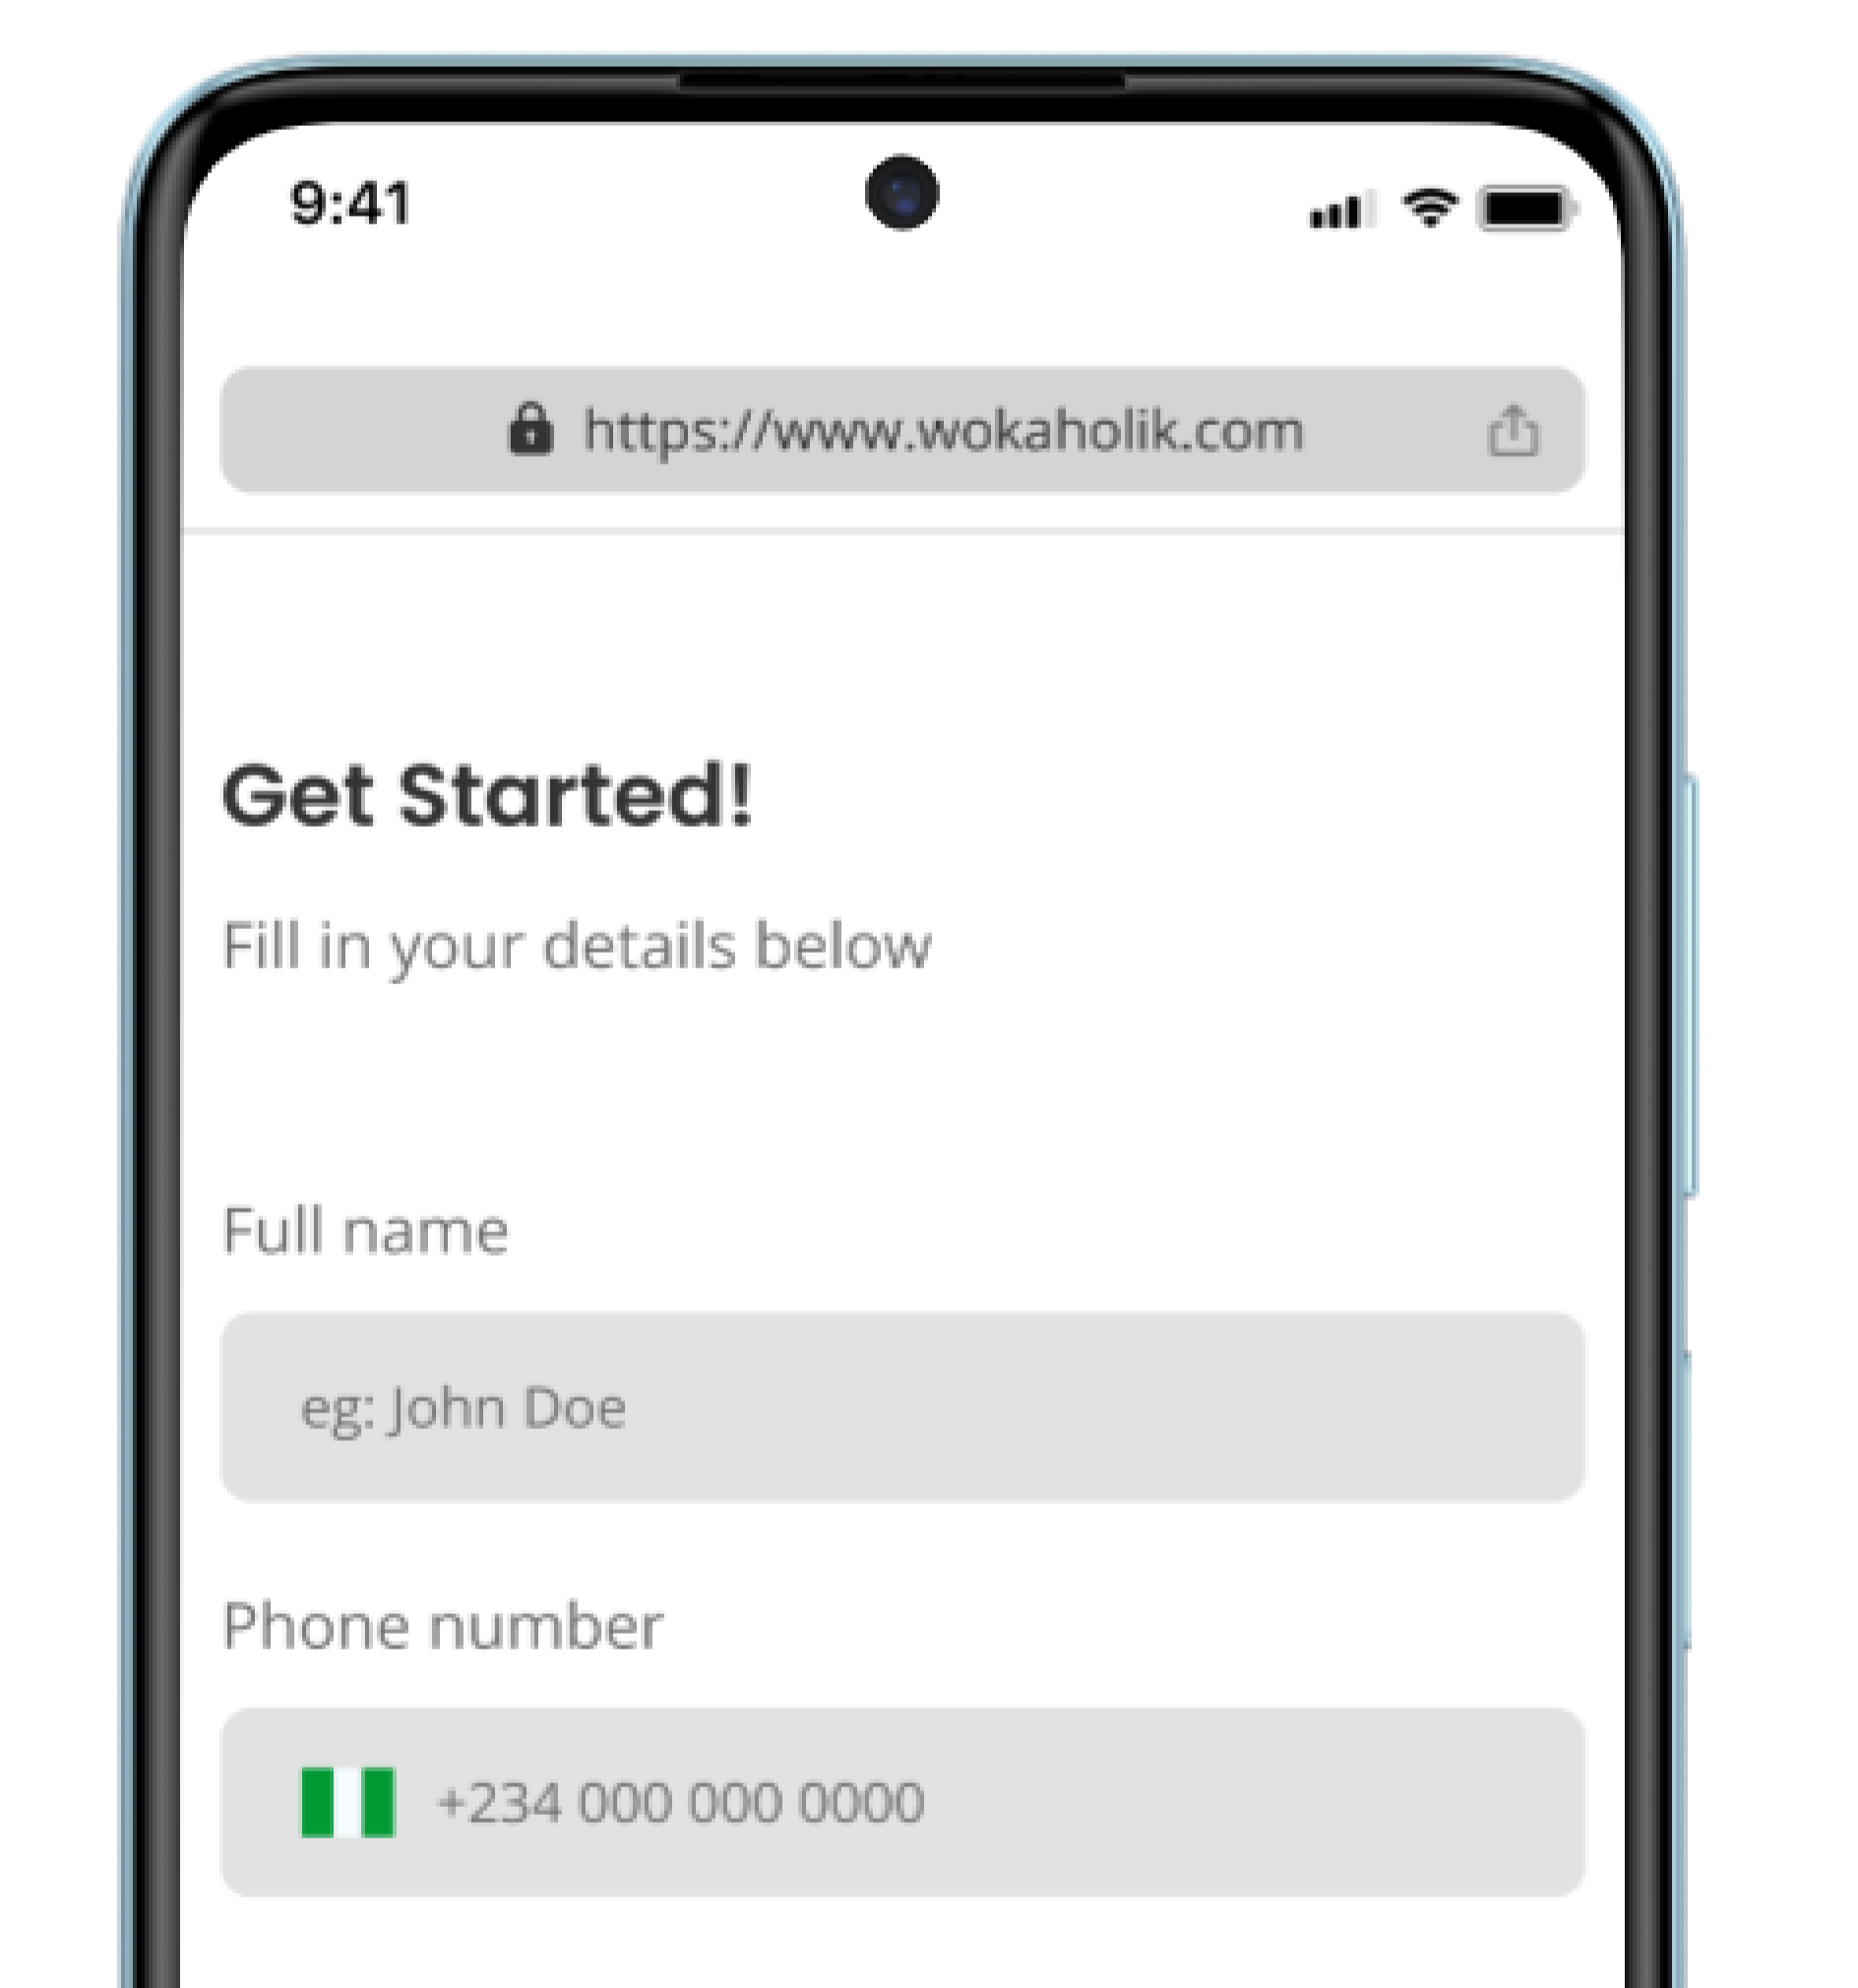 9:41
https://www.wokaholik.com
Get Started!
Fill in your details below
Full name
eg: John Doe
Phone number
+234 000 000 0000